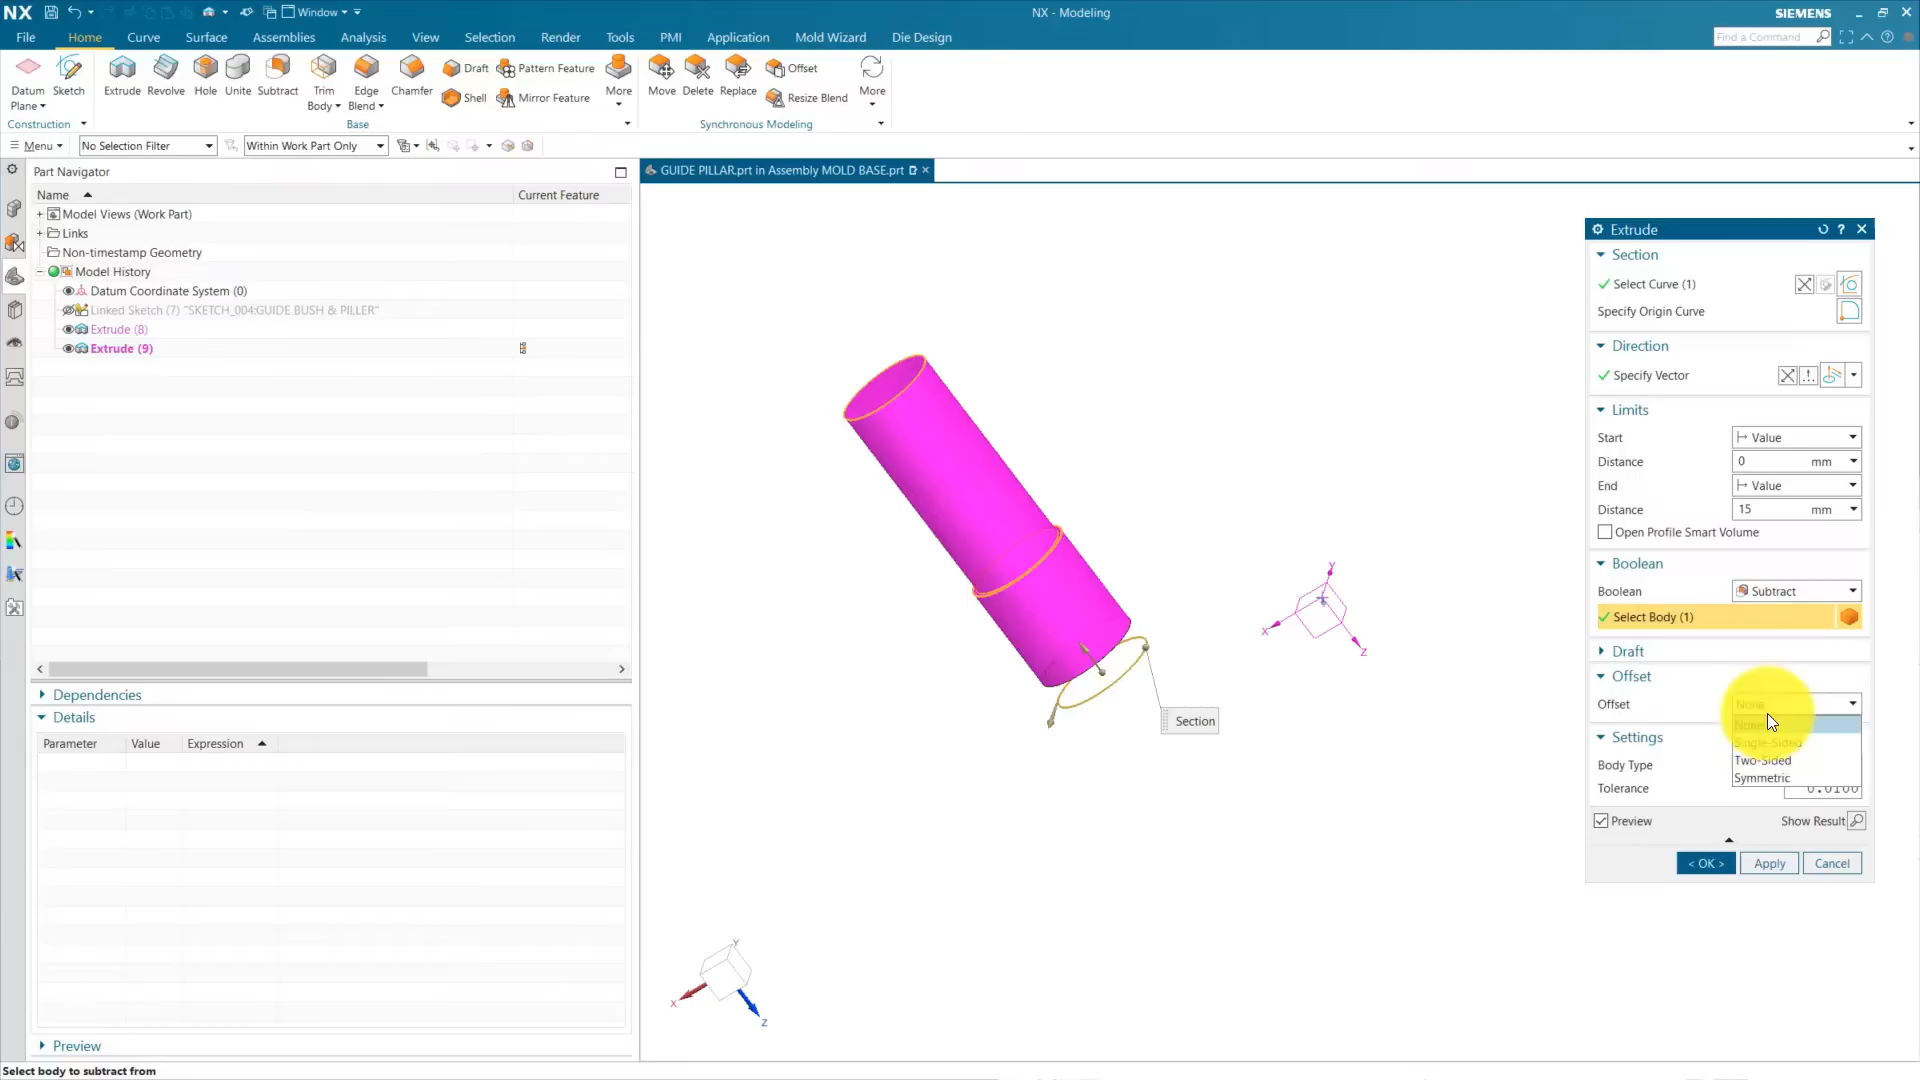 NX
Window
NX - Modeling
SIEMENS
File
Home
Curve
Surface
Assemblies
Analysis
View
Selection
Render
Tools
PMI
Application
Mold Wizard
Die Design
Find a Command
Datum Plane
Sketch
Extrude
Revolve
Hole
Unite
Subtract
Trim Body
Edge Blend
Chamfer
Draft
Shell
Pattern Feature
Mirror Feature
More
Move
Delete
Replace
Offset
Resize Blend
More
Construction
Base
Synchronous Modeling
Menu
No Selection Filter
Within Work Part Only
Part Navigator
GUIDE PILLAR.prt in Assembly MOLD BASE.prt
Name
Current Feature
Model Views (Work Part)
Links
Non-timestamp Geometry
Model History
Datum Coordinate System (0)
Linked Sketch (7) "SKETCH_004:GUIDE BUSH & PILLER"
Extrude (8)
Extrude (9)
Dependencies
Details
Parameter
Value
Expression
Preview
Select body to subtract from
Section
Y
X
Z
Y
X
Z
Extrude
Section
Select Curve (1)
Specify Origin Curve
Direction
Specify Vector
Limits
Start
Value
Distance
0 mm
End
Value
Distance
15 mm
Open Profile Smart Volume
Boolean
Boolean
Subtract
Select Body (1)
Draft
Offset
Offset
None
None
Single-Sided
Two-Sided
Symmetric
Settings
Body Type
Tolerance
0.0100
Preview
Show Result
< OK >
Apply
Cancel